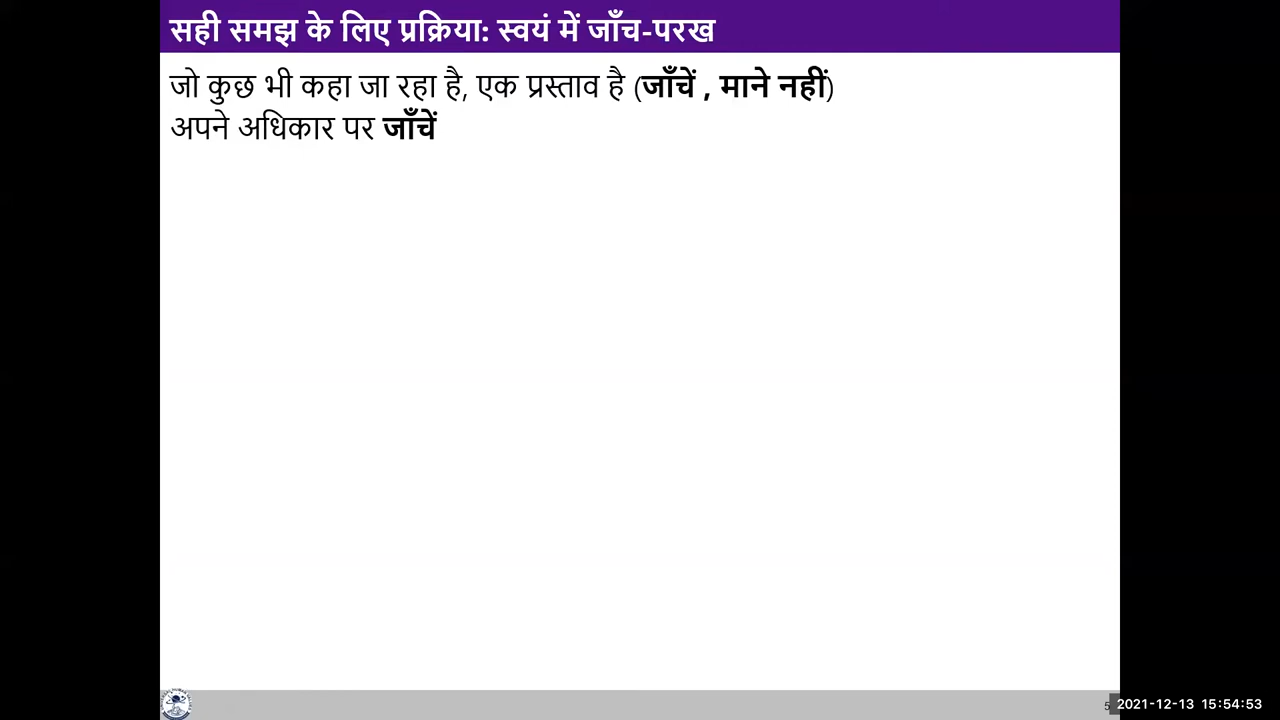 सही समझ के लिए प्रक्रिया: स्वयं में जाँच-परख
जो कुछ भी कहा जा रहा है, एक प्रस्ताव है (जाँचें , माने नहीं)
अपने अधिकार पर जाँचें
5
2021-12-13 15:54:53